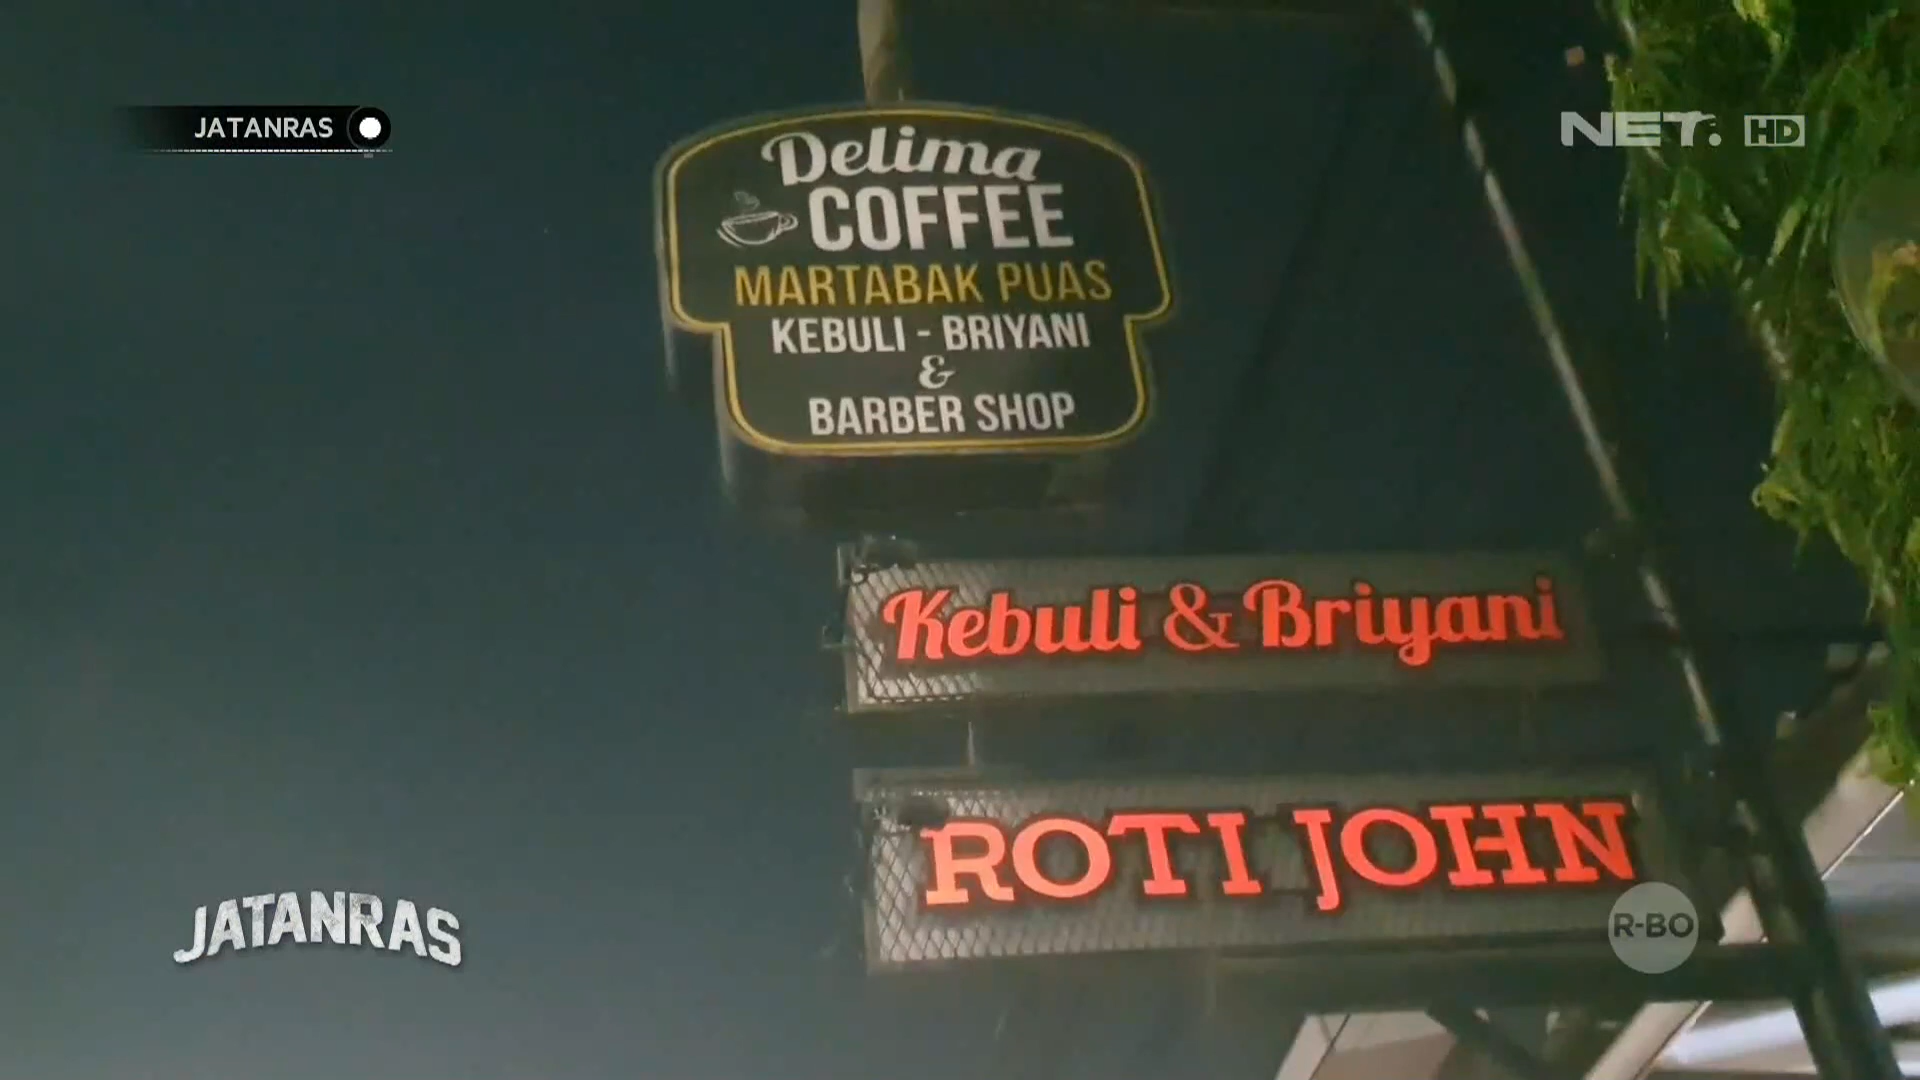 JATANRAS
NET. HD
Delima
COFFEE
MARTABAK PUAS
KEBULI - BRIYANI
&
BARBER SHOP
Kebuli & Briyani
ROTI JOHN
JATANRAS
R-BO